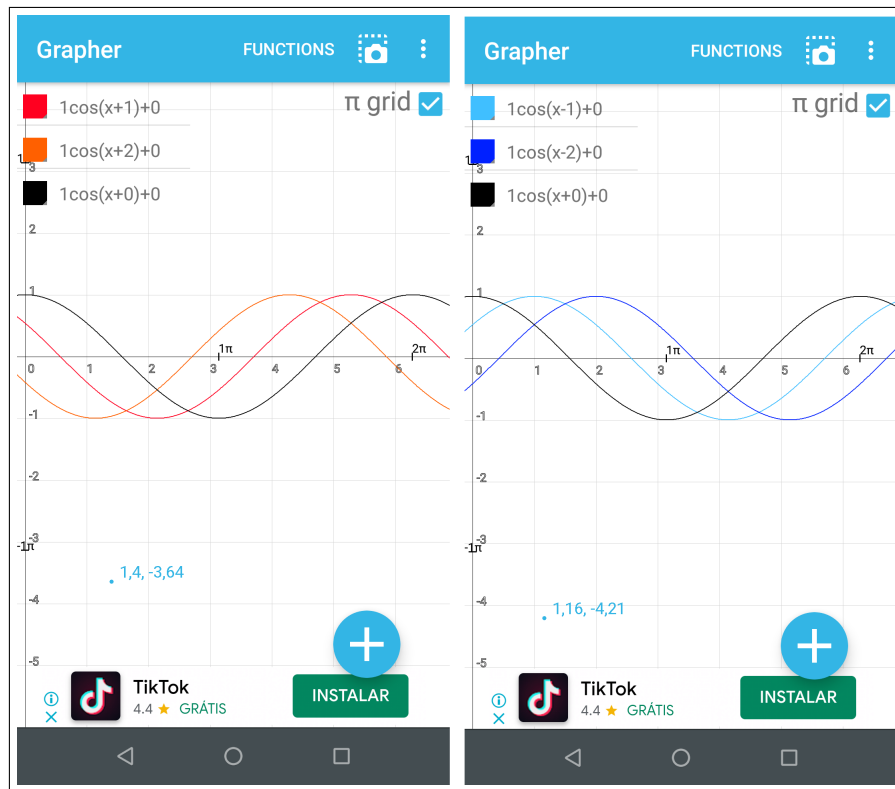 Grapher FUNCTIONS
1cos(x+1)+0 π grid
1cos(x+2)+0
1cos(x+0)+0
1π
3
2
1
1π 2π
0 1 2 3 4 5 6
-1
-2
-3
-1π
1,4, -3,64
-4
-5
TikTok
4.4 GRÁTIS
INSTALAR
Grapher FUNCTIONS
1cos(x-1)+0 π grid
1cos(x-2)+0
1cos(x+0)+0
1π
3
2
1
1π 2π
0 1 2 3 4 5 6
-1
-2
-3
-1π
1,16, -4,21
-4
-5
TikTok
4.4 GRÁTIS
INSTALAR